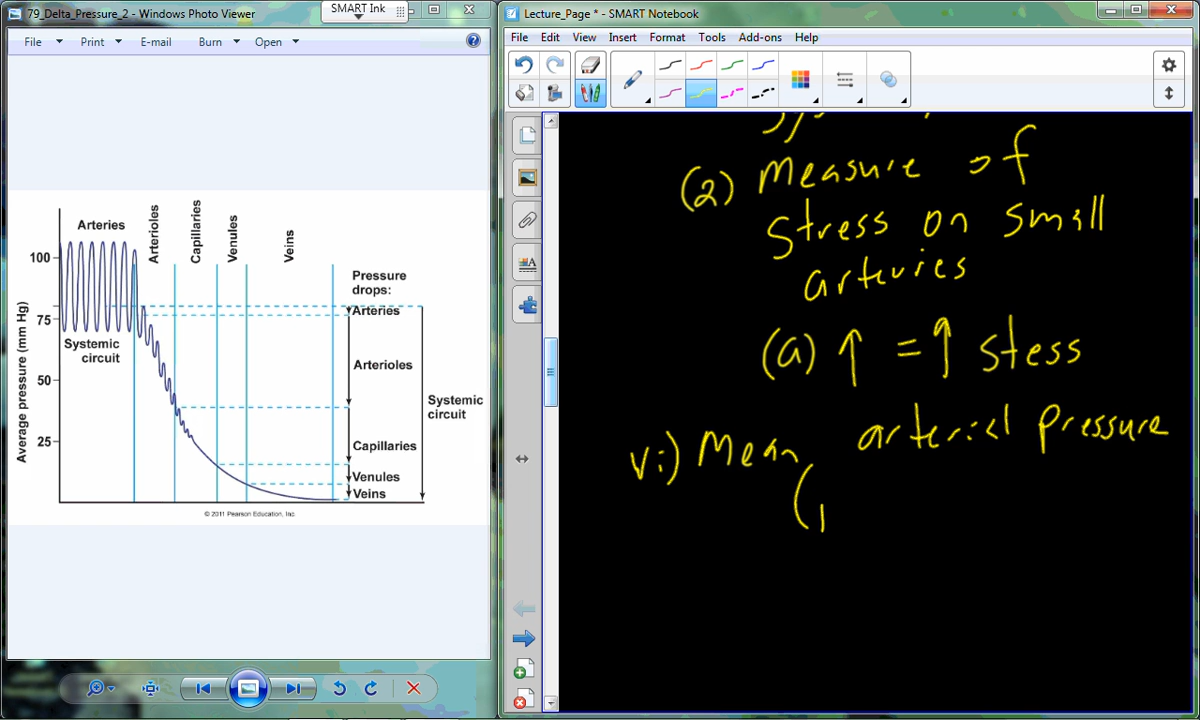 79_Delta_Pressure_2 - Windows Photo Viewer
SMART Ink
File Print E-mail Burn Open
Arteries
Arterioles
Capillaries
Venules
Veins
100
75
50
25
Average pressure (mm Hg)
Systemic
circuit
Pressure
drops:
Arteries
Arterioles
Capillaries
Venules
Veins
Systemic
circuit
© 2011 Pearson Education, Inc.
Lecture_Page * - SMART Notebook
File Edit View Insert Format Tools Add-ons Help
(2) Measure of
Stress on small
arteries
(a) ↑ = ↑ stess
vi) Mean arterial pressure
(